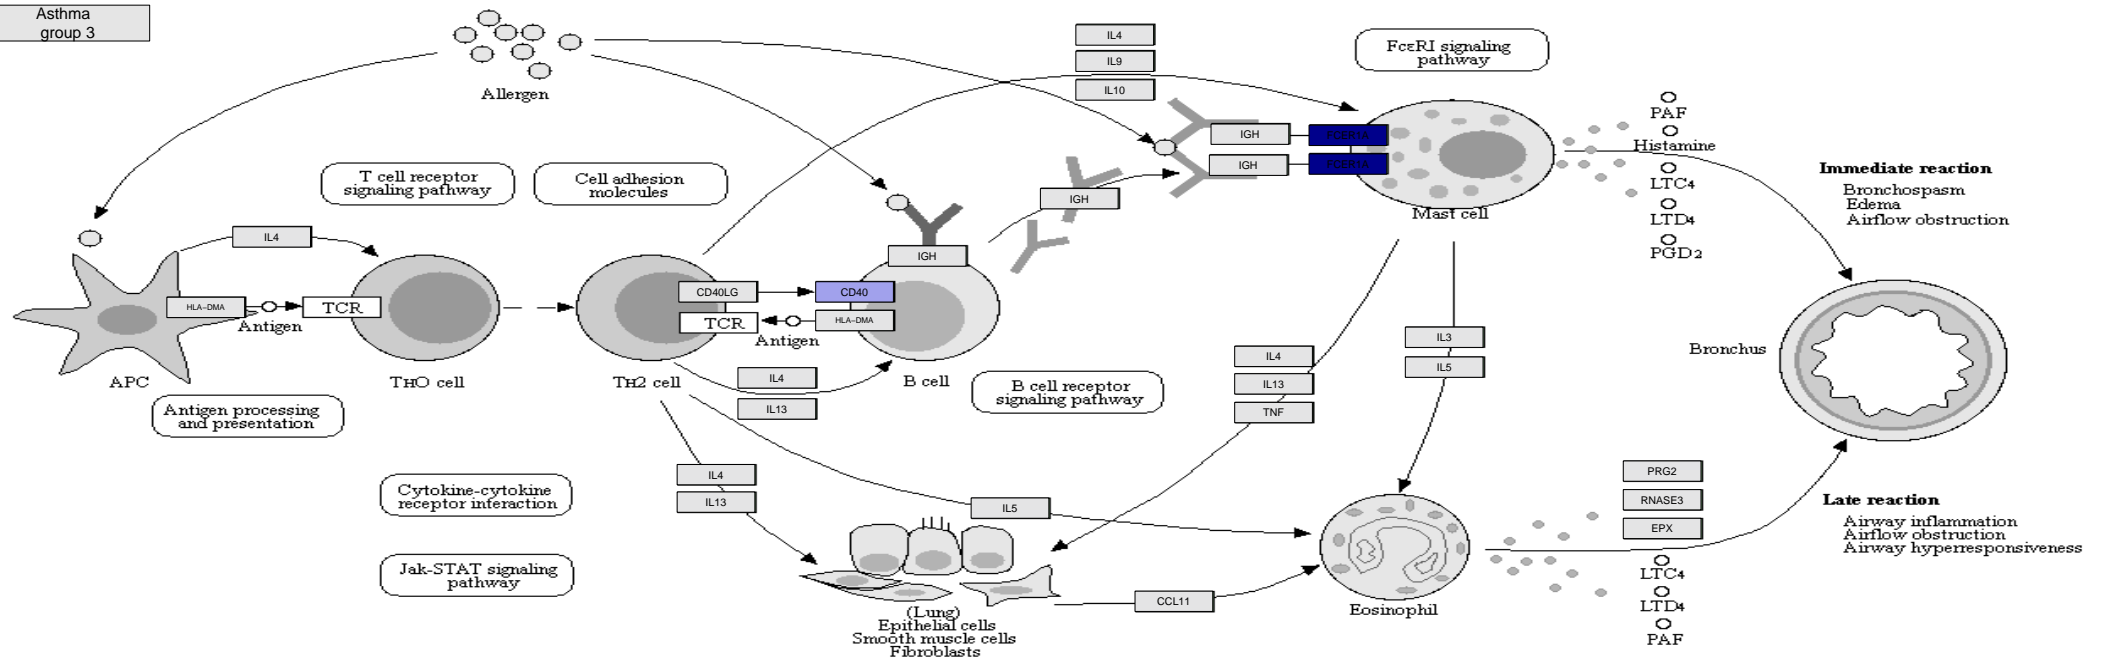 Asthma
group 3
Allergen
IL4
IL9
IL10
FcεRI signaling
pathway
IGH
FCER1A
IGH
FCER1A
Mast cell
PAF
Histamine
LTC4
LTD4
PGD2
Immediate reaction
Bronchospasm
Edema
Airflow obstruction
T cell receptor
signaling pathway
Cell adhesion
molecules
IGH
IL4
IGH
HLA-DMA
Antigen
TCR
APC
TH0 cell
CD40LG
CD40
TCR
HLA-DMA
Antigen
TH2 cell
B cell
IL4
IL13
Antigen processing
and presentation
B cell receptor
signaling pathway
IL4
IL13
TNF
IL3
IL5
Bronchus
IL4
IL13
IL5
Cytokine-cytokine
receptor interaction
Jak-STAT signaling
pathway
(Lung)
Epithelial cells
Smooth muscle cells
Fibroblasts
CCL11
Eosinophil
PRG2
RNASE3
EPX
LTC4
LTD4
PAF
Late reaction
Airway inflammation
Airflow obstruction
Airway hyperresponsiveness